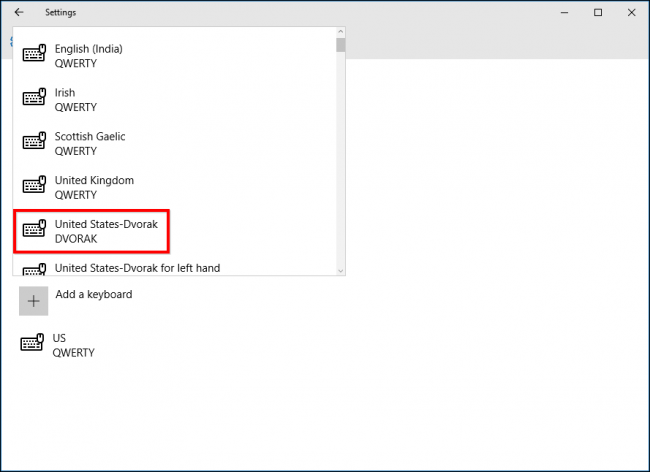 Settings
English (India)
QWERTY
Irish
QWERTY
Scottish Gaelic
QWERTY
United Kingdom
QWERTY
United States-Dvorak
DVORAK
United States-Dvorak for left hand
Add a keyboard
US
QWERTY